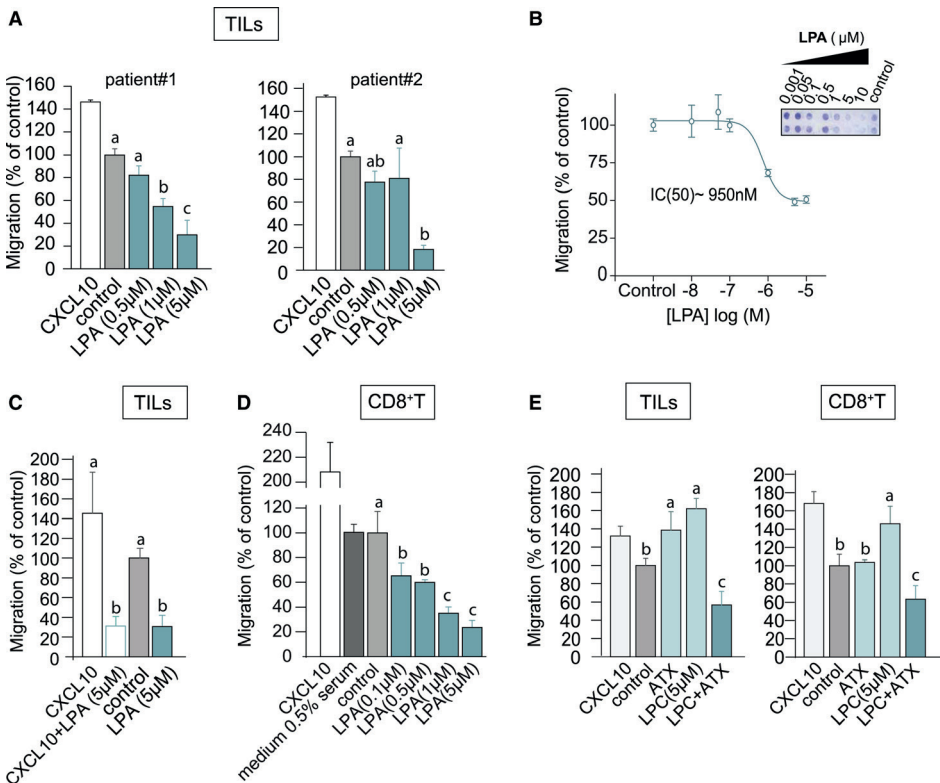 A
TILs
patient#1
Migration (% of control)
160
140
120
100
80
60
40
20
0
a
a
b
c
CXCL10
control
LPA (0.5µM)
LPA (1µM)
LPA (5µM)
patient#2
160
140
120
100
80
60
40
20
0
a
ab
a
b
CXCL10
control
LPA (0.5µM)
LPA (1µM)
LPA (5µM)
B
LPA ( µM)
0.001
0.05
0.1
0.5
1
5
10
control
Migration (% of control)
100
75
50
25
0
IC(50)~ 950nM
Control -8 -7 -6 -5
[LPA] log (M)
C
TILs
Migration (% of control)
200
180
160
140
120
100
80
60
40
20
0
a
b
a
b
CXCL10
CXCL10+LPA (5µM)
control
LPA (5µM)
D
CD8+T
Migration (% of control)
240
220
200
120
100
80
60
40
20
0
a
b
b
c
c
CXCL10
medium 0.5% serum
control
LPA(0.1µM)
LPA(0.5µM)
LPA(1µM)
LPA(5µM)
E
TILs
Migration (% of control)
200
180
160
140
120
100
80
60
40
20
0
b
a
a
c
CXCL10
control
ATX
LPC(5µM)
LPC+ATX
CD8+T
200
180
160
140
120
100
80
60
40
20
0
b
b
a
c
CXCL10
control
ATX
LPC(5µM)
LPC+ATX